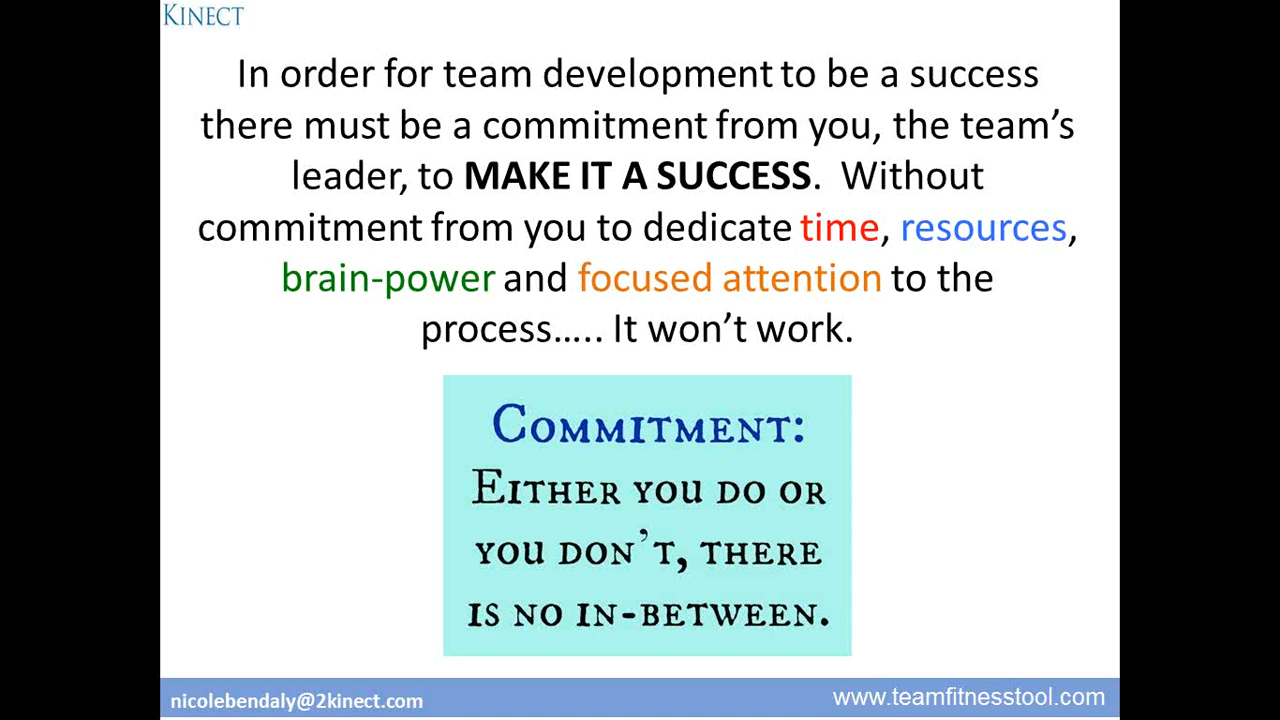 KINECT
In order for team development to be a success
there must be a commitment from you, the team’s
leader, to MAKE IT A SUCCESS.  Without
commitment from you to dedicate time, resources,
brain-power and focused attention to the
process….. It won’t work.
COMMITMENT:
EITHER YOU DO OR
YOU DON’T, THERE
IS NO IN-BETWEEN.
nicolebendaly@2kinect.com
www.teamfitnesstool.com